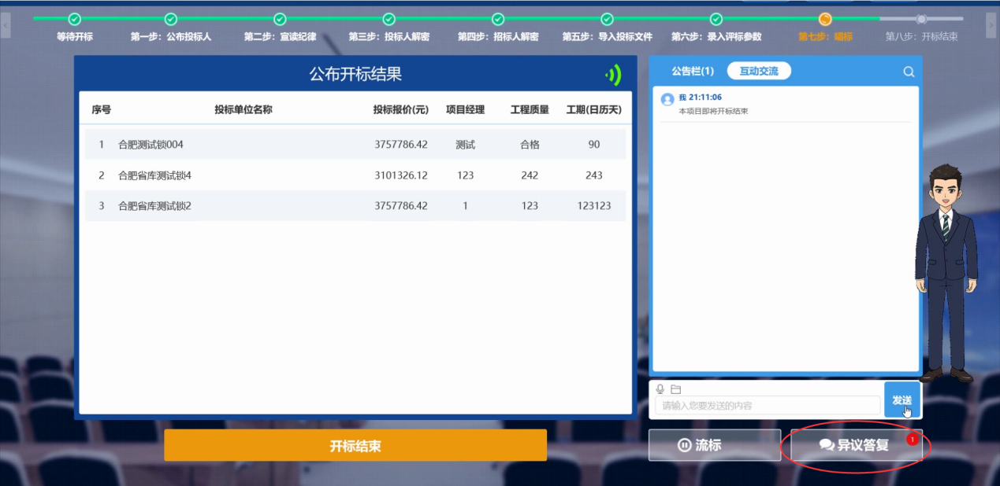 等待开标
第一步：公布投标人
第二步：宣读纪律
第三步：投标人解密
第四步：招标人解密
第五步：导入投标文件
第六步：录入评标参数
第七步：唱标
第八步：开标结束
公布开标结果
序号 投标单位名称 投标报价(元) 项目经理 工程质量 工期(日历天)
1 合肥测试锁004 3757786.42 测试 合格 90
2 合肥省库测试锁4 3101326.12 123 242 243
3 合肥省库测试锁2 3757786.42 1 123 123123
开标结束
公告栏(1) 互动交流
我 21:11:06
本项目即将开标结束
请输入您要发送的内容
发送
流标
异议答复 1